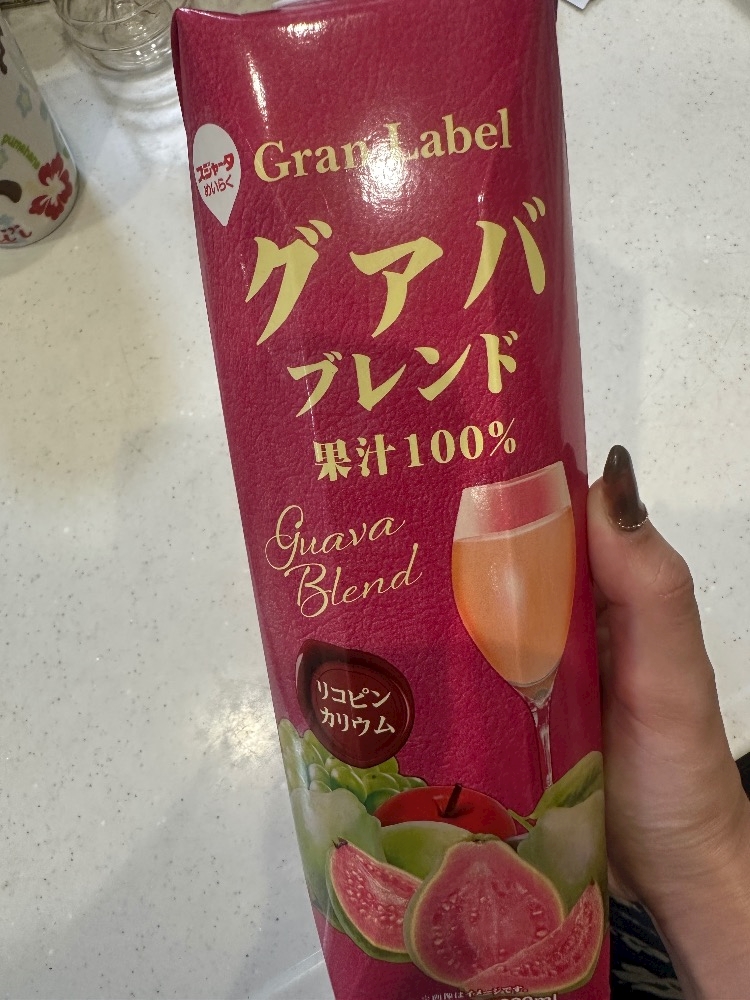 スジャータ
めいらく
Gran Label
グァバ
ブレンド
果汁100%
Guava
Blend
リコピン
カリウム